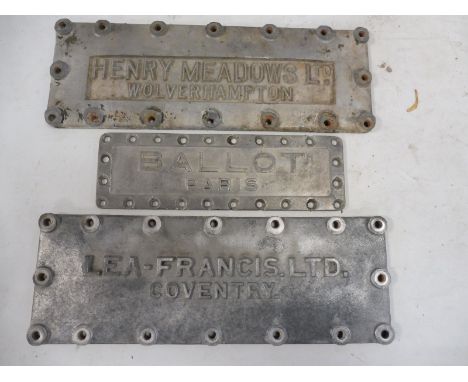 HENRY MEADOWS LTD.
WOLVERHAMPTON
BALLOT
PARIS
LEA-FRANCIS. LTD.
COVENTRY.